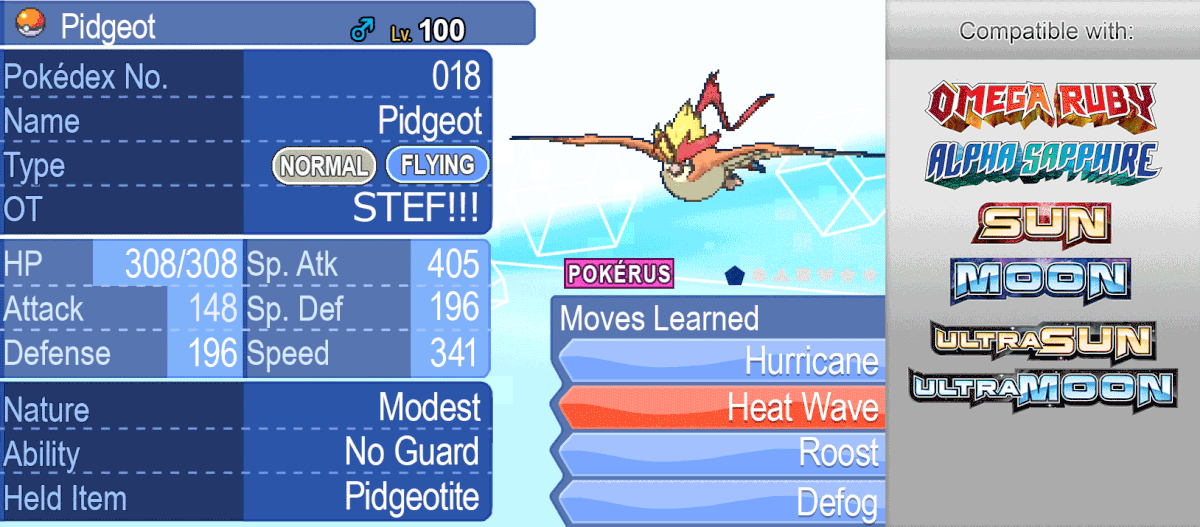 Pidgeot ♂ Lv. 100
Pokédex No. 018
Name Pidgeot
Type NORMAL FLYING
OT STEF!!!
HP 308/308 Sp. Atk 405
Attack 148 Sp. Def 196
Defense 196 Speed 341
Nature Modest
Ability No Guard
Held Item Pidgeotite
POKÉRUS
Moves Learned
Hurricane
Heat Wave
Roost
Defog
Compatible with:
OMEGA RUBY
ALPHA SAPPHIRE
SUN
MOON
ULTRA SUN
ULTRA MOON